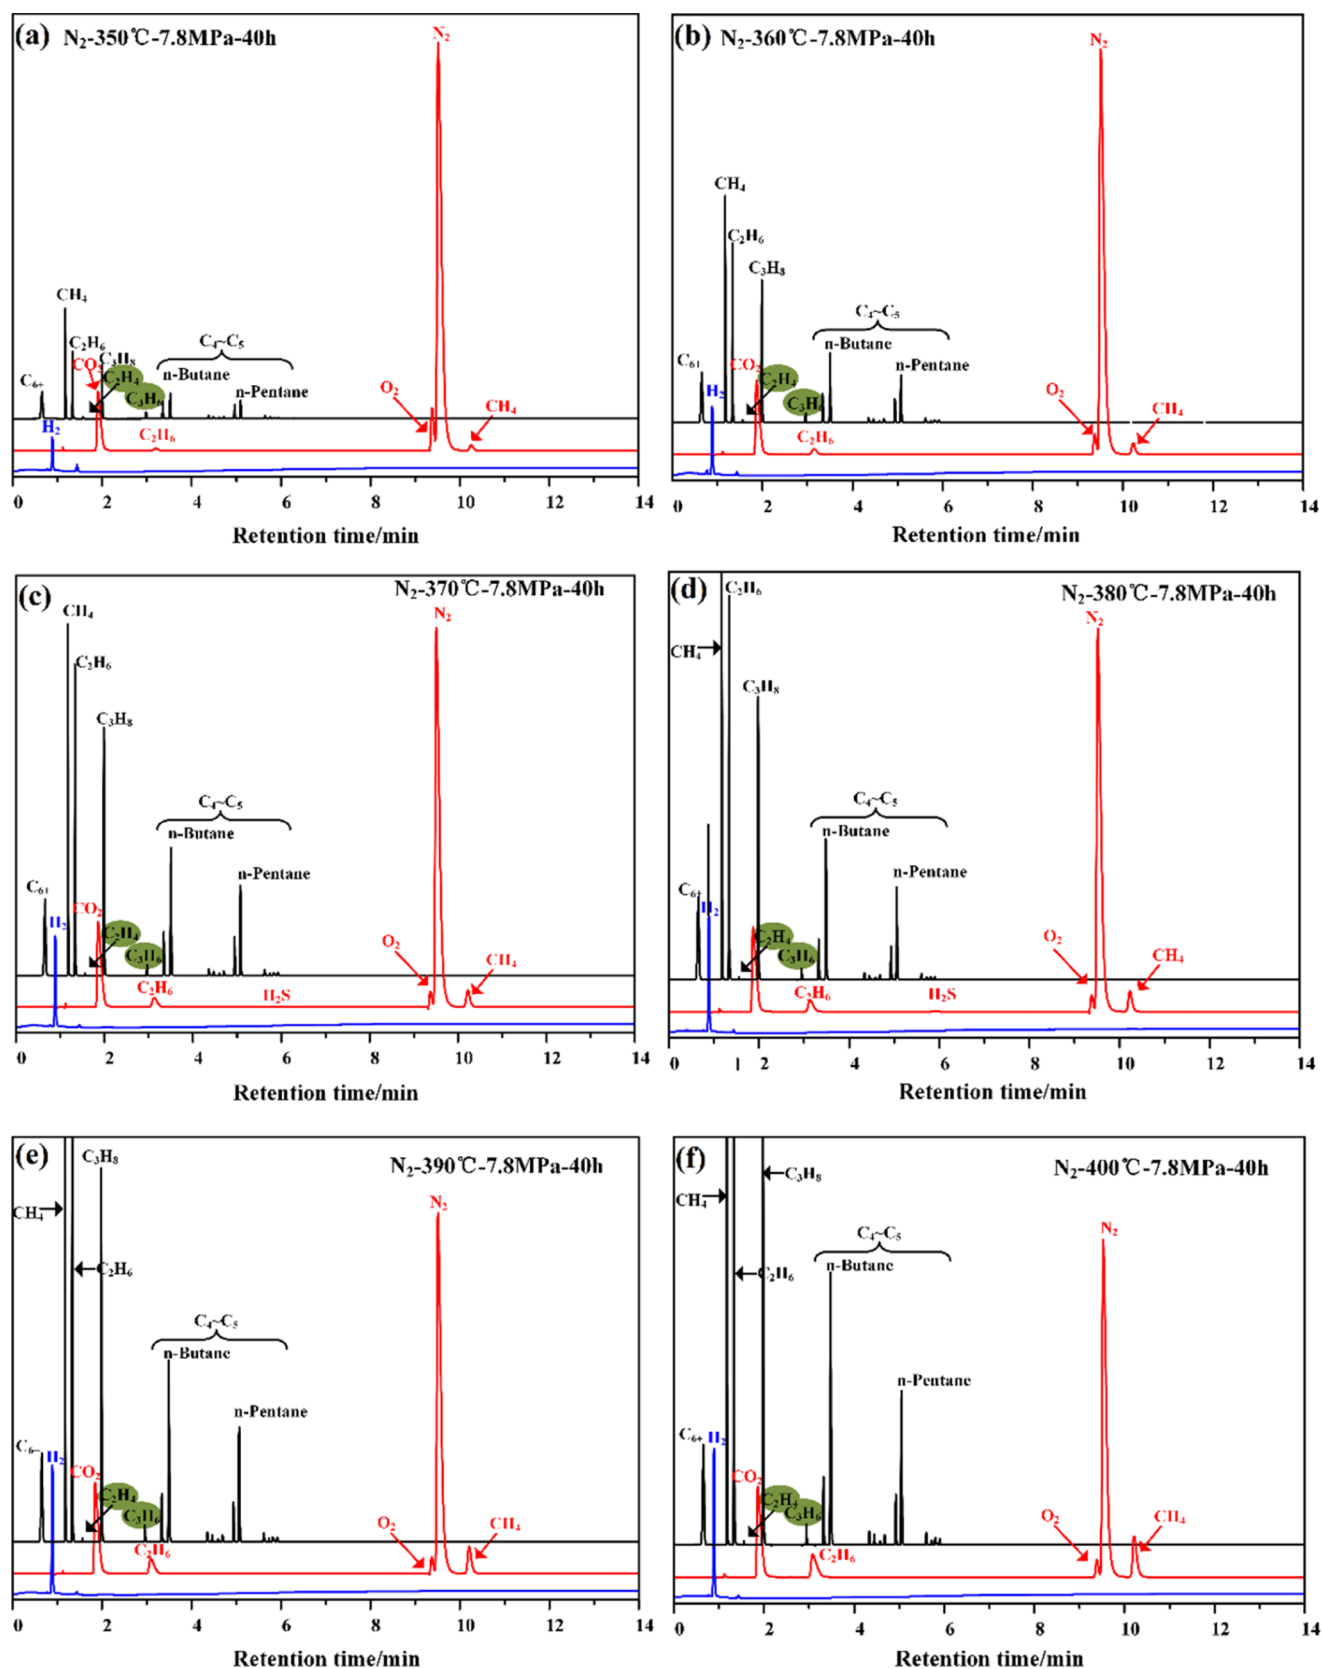 (a) N₂-350℃-7.8MPa-40h
N₂
CH₄
C₂H₆
C₃H₈
CO₂
C₂H₄
C₃H₆
C₆₊
C₄~C₅
n-Butane
n-Pentane
H₂
C₂H₆
O₂
CH₄
0 2 4 6 8 10 12 14
Retention time/min
(b) N₂-360℃-7.8MPa-40h
N₂
CH₄
C₂H₆
C₃H₈
C₄~C₅
n-Butane
n-Pentane
C₆₊
CO₂
H₂
C₂H₄
C₃H₆
C₂H₆
O₂
CH₄
0 2 4 6 8 10 12 14
Retention time/min
(c) N₂-370℃-7.8MPa-40h
CH₄
N₂
C₂H₆
C₃H₈
C₄~C₅
n-Butane
n-Pentane
C₆₊
H₂
CO₂
C₂H₄
C₃H₆
C₂H₆
H₂S
O₂
CH₄
0 2 4 6 8 10 12 14
Retention time/min
(d) N₂-380℃-7.8MPa-40h
C₂H₆
N₂
CH₄
C₃H₈
C₄~C₅
n-Butane
n-Pentane
C₆₊
H₂
C₂H₄
C₃H₆
C₂H₆
H₂S
O₂
CH₄
0 1 2 4 6 8 10 12 14
Retention time/min
(e) N₂-390℃-7.8MPa-40h
C₃H₈
N₂
CH₄
C₂H₆
C₄~C₅
n-Butane
n-Pentane
C₆₋
H₂
CO₂
C₂H₄
C₃H₆
C₂H₆
O₂
CH₄
0 2 4 6 8 10 12 14
Retention time/min
(f) N₂-400℃-7.8MPa-40h
C₃H₈
CH₄
N₂
C₄~C₅
n-Butane
C₂H₆
n-Pentane
C₆₊
H₂
CO₂
C₂H₄
C₃H₆
C₂H₆
O₂
CH₄
0 2 4 6 8 10 12 14
Retention time/min